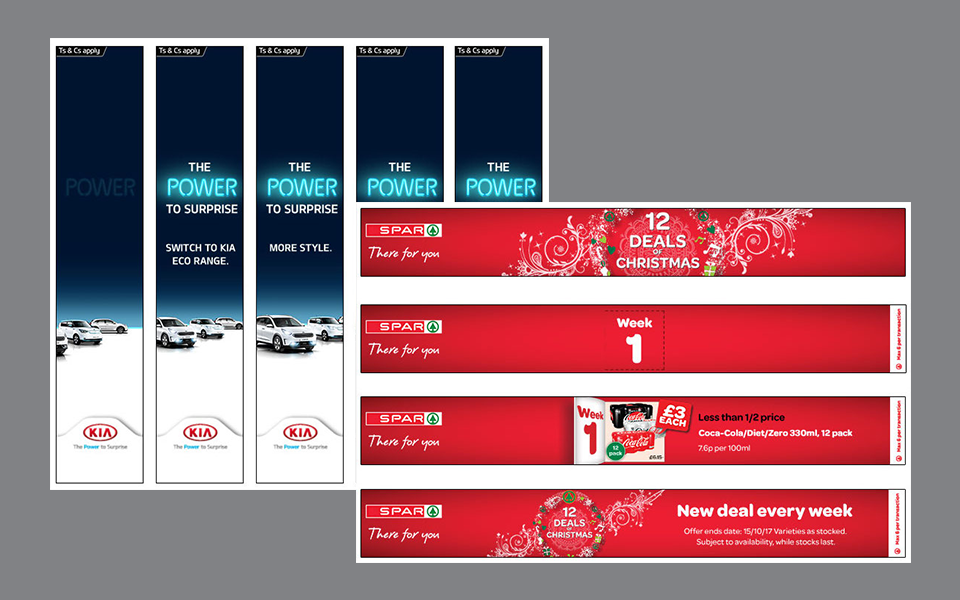 Ts & Cs apply
POWER
KIA
The Power to Surprise
Ts & Cs apply
THE
POWER
TO SURPRISE
SWITCH TO KIA
ECO RANGE.
KIA
The Power to Surprise
Ts & Cs apply
THE
POWER
TO SURPRISE
MORE STYLE.
KIA
The Power to Surprise
Ts & Cs apply
THE
POWER
Ts & Cs apply
THE
POWER
SPAR
There for you
12
DEALS
OF
CHRISTMAS
SPAR
There for you
Week
1
Max 6 per transaction
SPAR
There for you
Week
1
Coca-Cola
12
pack
£3
EACH
£6.15
Less than 1/2 price
Coca-Cola/Diet/Zero 330ml, 12 pack
7.6p per 100ml
Max 6 per transaction
SPAR
There for you
12
DEALS
OF
CHRISTMAS
New deal every week
Offer ends date: 15/10/17 Varieties as stocked.
Subject to availability, while stocks last.
Max 6 per transaction